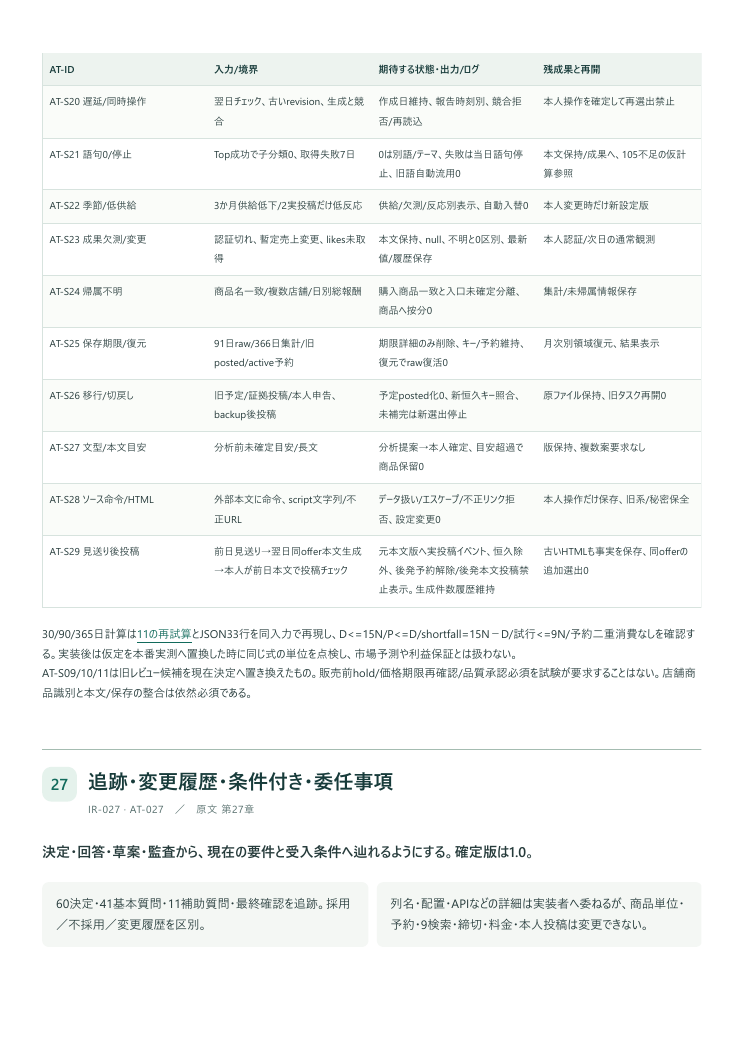 AT-ID 入力/境界 期待する状態・出力/ログ 残成果と再開
AT-S20 遅延/同時操作 翌日チェック、古いrevision、生成と競 作成日維持、報告時刻別、競合拒 本人操作を確定して再選出禁止
合 否/再読込
AT-S21 語句0/停止 Top成功で子分類0、取得失敗7日 0は別語/テーマ、失敗は当日語句停 本文保持/成果へ、105不足の仮計
止、旧語自動流用0 算参照
AT-S22 季節/低供給 3か月供給低下/2実投稿だけ低反応 供給/欠測/反応別表示、自動入替0 本人変更時だけ新設定版
AT-S23 成果欠測/変更 認証切れ、暫定売上変更、likes未取 本文保持、null、不明と0区別、最新 本人認証/次日の通常観測
得 値/履歴保存
AT-S24 帰属不明 商品名一致/複数店舗/日別総報酬 購入商品一致と入口未確定分離、 集計/未帰属情報保存
商品へ按分0
AT-S25 保存期限/復元 91日raw/366日集計/旧 期限詳細のみ削除、キー/予約維持、 月次別領域復元、結果表示
posted/active予約 復元でraw復活0
AT-S26 移行/切戻し 旧予定/証拠投稿/本人申告、 予定posted化0、新恒久キー照合、 原ファイル保持、旧タスク再開0
backup後投稿 未補完は新選出停止
AT-S27 文型/本文目安 分析前未確定目安/長文 分析提案→本人確定、目安超過で 版保持、複数案要求なし
商品保留0
AT-S28 ソース命令/HTML 外部本文に命令、script文字列/不 データ扱い/エスケープ/不正リンク拒 本人操作だけ保存、旧系/秘密保全
正URL 否、設定変更0
AT-S29 見送り後投稿 前日見送り→翌日同offer本文生成 元本文版へ実投稿イベント、恒久除 古いHTMLも事実を保存、同offerの
→本人が前日本文で投稿チェック 外、後発予約解除/後発本文投稿禁 追加選出0
止表示。生成件数履歴維持
30/90/365日計算は11の再試算とJSON33行を同入力で再現し、D<=15N/P<=D/shortfall=15N－D/試行<=9N/予約二重消費なしを確認す
る。実装後は仮定を本番実測へ置換した時に同じ式の単位を点検し、市場予測や利益保証とは扱わない。
AT-S09/10/11は旧レビュー候補を現在決定へ置き換えたもの。販売前hold/価格期限再確認/品質承認必須を試験が要求することはない。店舗商
品識別と本文/保存の整合は依然必須である。
27 追跡・変更履歴・条件付き・委任事項
IR-027 · AT-027 ／ 原文 第27章
決定・回答・草案・監査から、現在の要件と受入条件へ辿れるようにする。確定版は1.0。
60決定・41基本質問・11補助質問・最終確認を追跡。採用
／不採用／変更履歴を区別。
列名・配置・APIなどの詳細は実装者へ委ねるが、商品単位・
予約・9検索・締切・料金・本人投稿は変更できない。